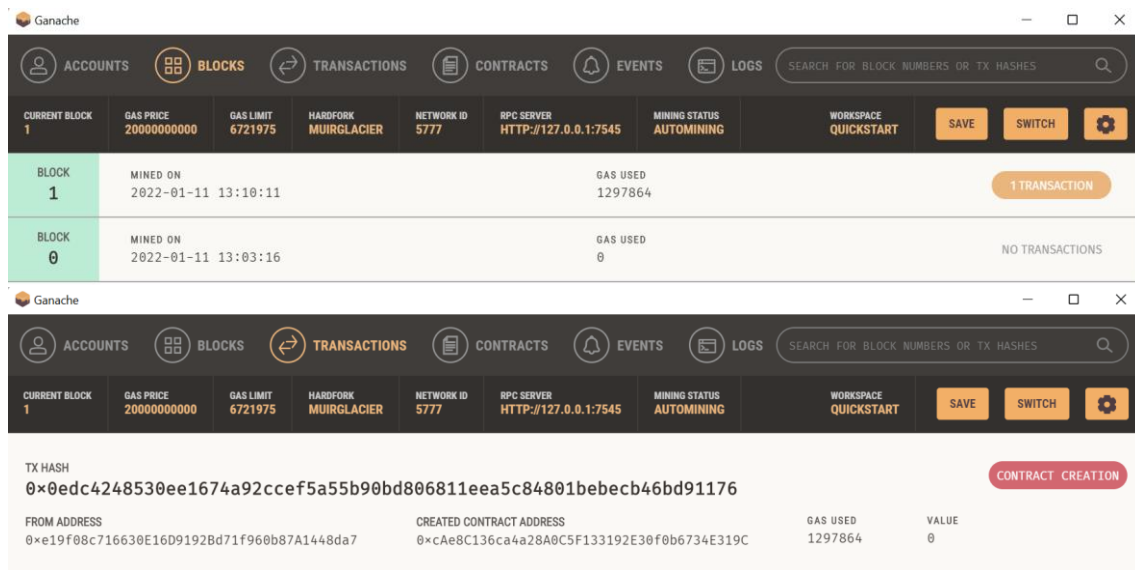 Ganache
ACCOUNTS BLOCKS TRANSACTIONS CONTRACTS EVENTS LOGS SEARCH FOR BLOCK NUMBERS OR TX HASHES
CURRENT BLOCK GAS PRICE GAS LIMIT HARDFORK NETWORK ID RPC SERVER MINING STATUS WORKSPACE
1 20000000000 6721975 MUIRGLACIER 5777 HTTP://127.0.0.1:7545 AUTOMINING QUICKSTART SAVE SWITCH
BLOCK MINED ON GAS USED
1 2022-01-11 13:10:11 1297864 1 TRANSACTION
BLOCK MINED ON GAS USED
0 2022-01-11 13:03:16 0 NO TRANSACTIONS
Ganache
ACCOUNTS BLOCKS TRANSACTIONS CONTRACTS EVENTS LOGS SEARCH FOR BLOCK NUMBERS OR TX HASHES
CURRENT BLOCK GAS PRICE GAS LIMIT HARDFORK NETWORK ID RPC SERVER MINING STATUS WORKSPACE
1 20000000000 6721975 MUIRGLACIER 5777 HTTP://127.0.0.1:7545 AUTOMINING QUICKSTART SAVE SWITCH
TX HASH CONTRACT CREATION
0×0edc4248530ee1674a92ccef5a55b90bd806811eea5c84801bebecb46bd91176
FROM ADDRESS CREATED CONTRACT ADDRESS GAS USED VALUE
0×e19f08c716630E16D9192Bd71f960b87A1448da7 0×cAe8C136ca4a28A0C5F133192E30f0b6734E319C 1297864 0